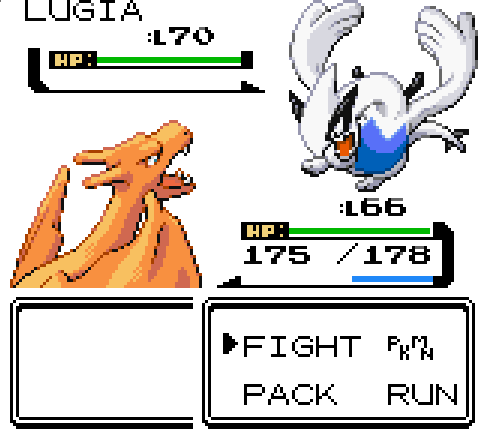 LUGIA
:L70
HP:
:L66
HP:
175 /178
FIGHT PKMN
PACK RUN